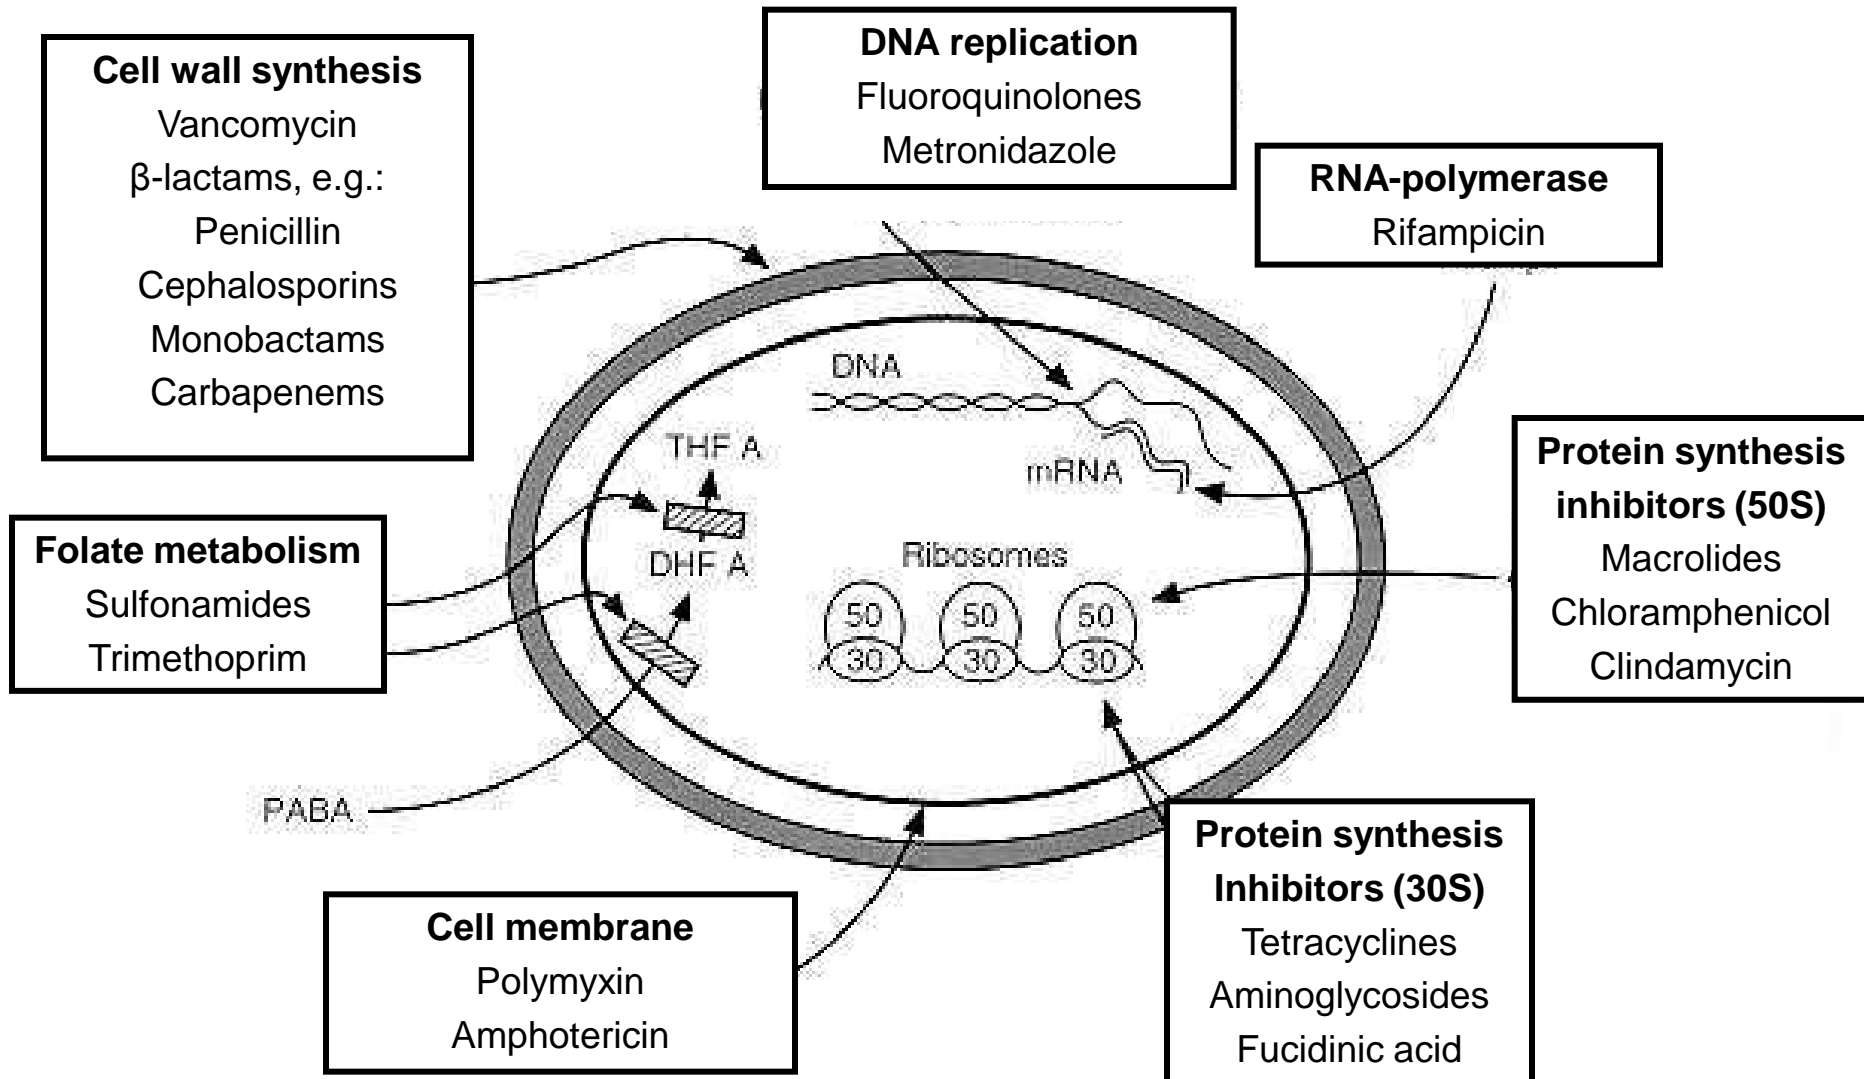 Cell wall synthesis
Vancomycin
β-lactams, e.g.:
Penicillin
Cephalosporins
Monobactams
Carbapenems
DNA replication
Fluoroquinolones
Metronidazole
RNA-polymerase
Rifampicin
Protein synthesis
inhibitors (50S)
Macrolides
Chloramphenicol
Clindamycin
Folate metabolism
Sulfonamides
Trimethoprim
DNA
mRNA
THF A
DHF A
Ribosomes
50 50 50
30 30 30
PABA
Cell membrane
Polymyxin
Amphotericin
Protein synthesis
Inhibitors (30S)
Tetracyclines
Aminoglycosides
Fucidinic acid